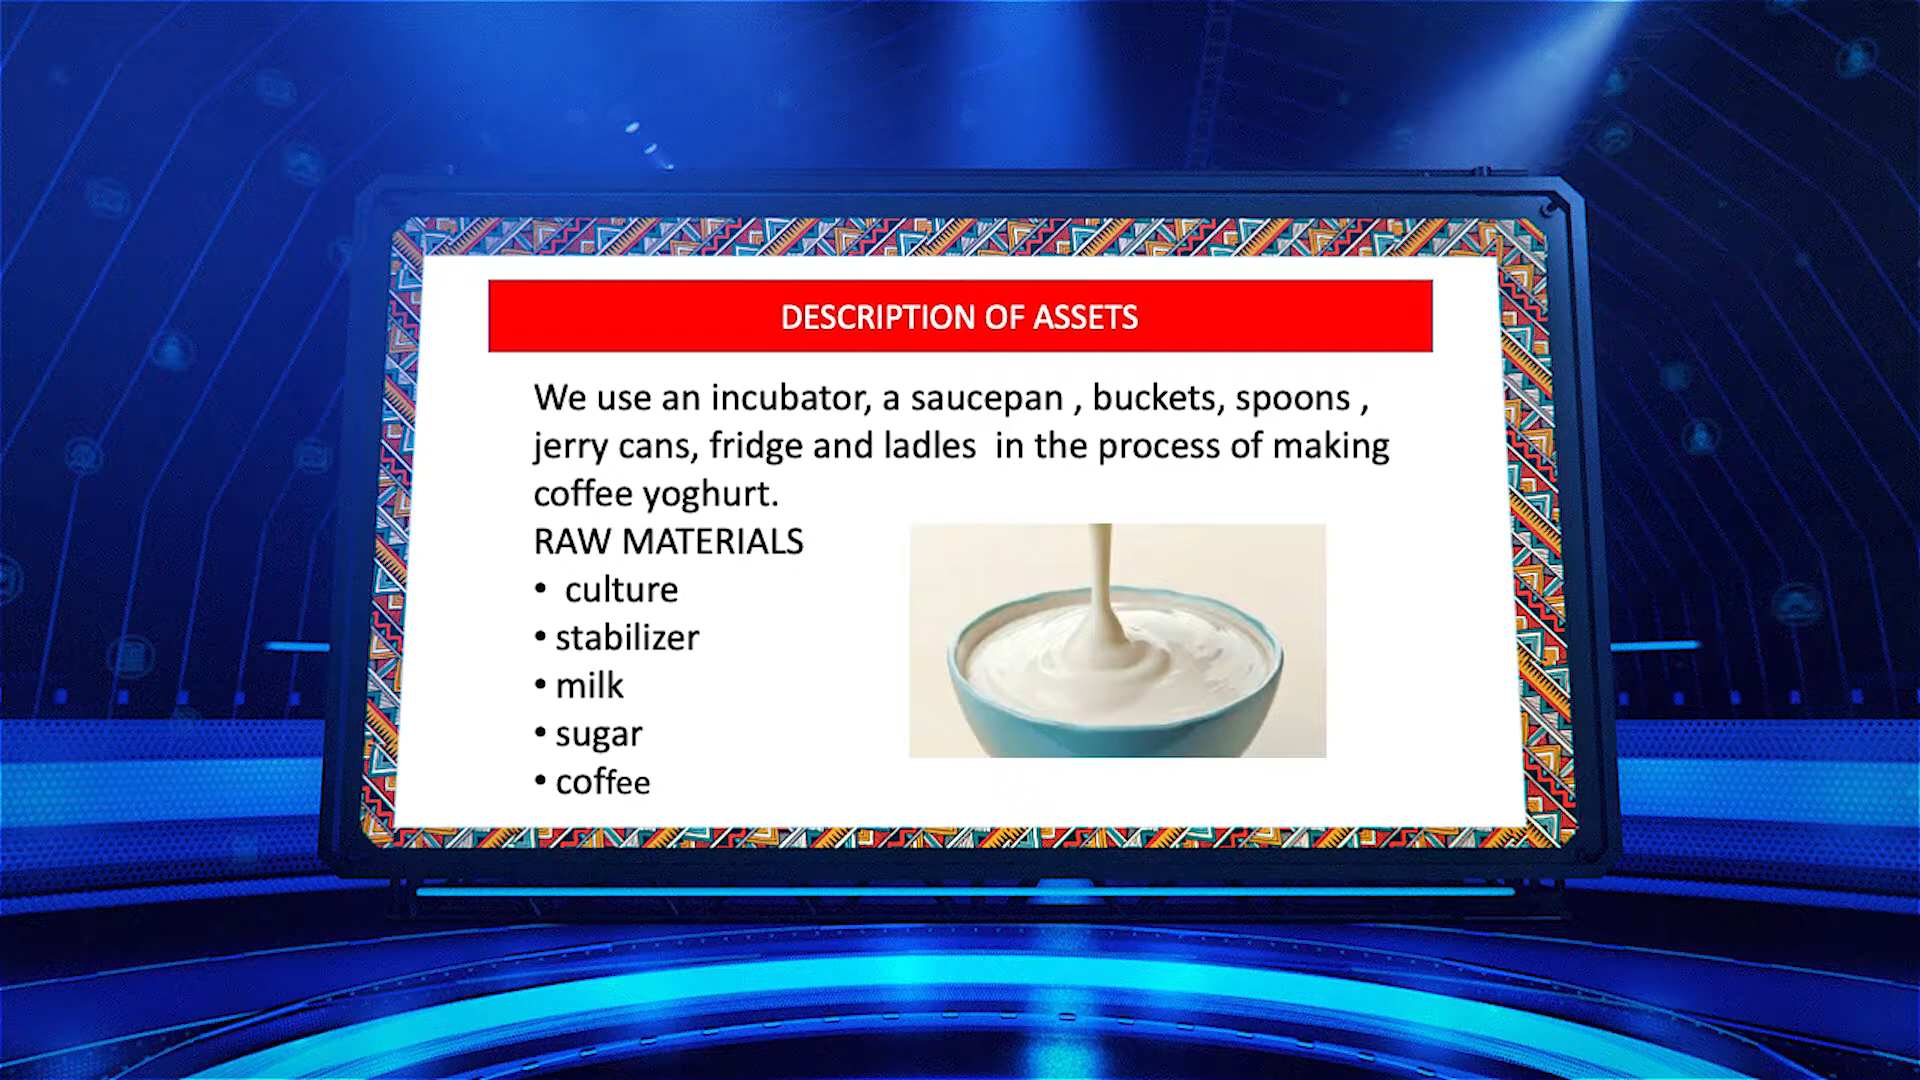 DESCRIPTION OF ASSETS
We use an incubator, a saucepan , buckets, spoons ,
jerry cans, fridge and ladles  in the process of making
coffee yoghurt.
RAW MATERIALS
•  culture
• stabilizer
• milk
• sugar
• coffee